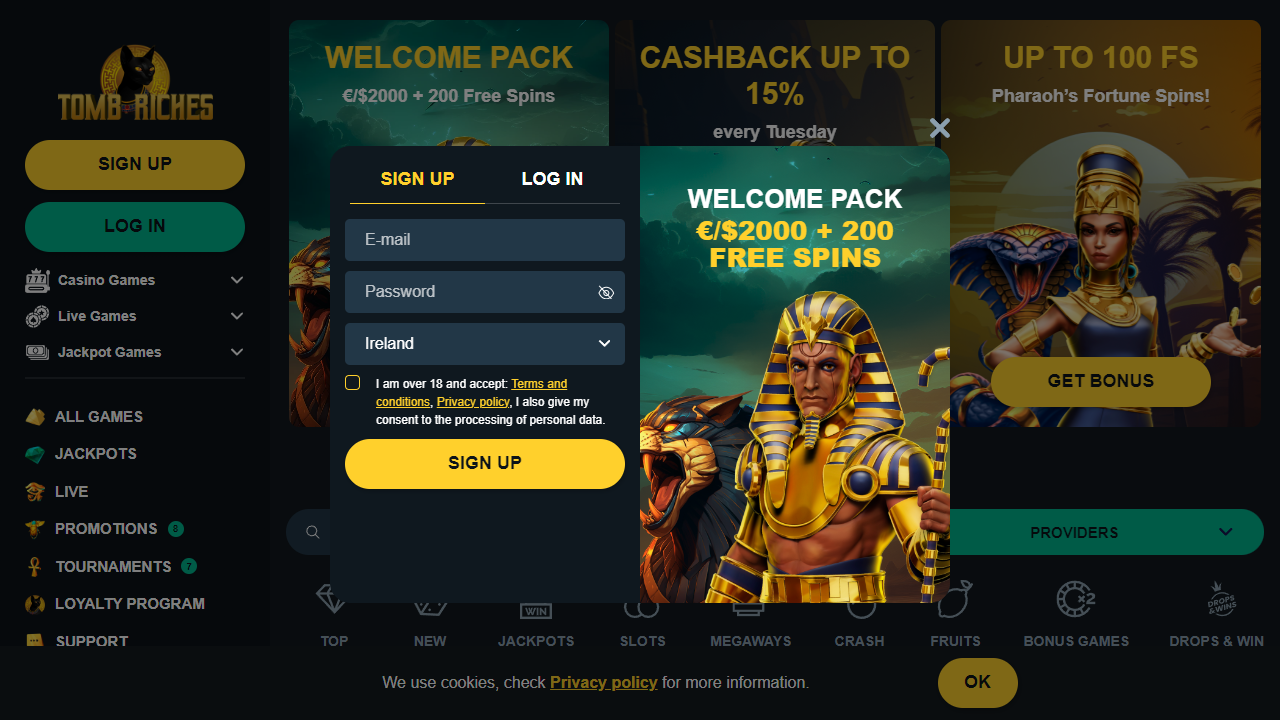 TOMB RICHES
SIGN UP
LOG IN
Casino Games
Live Games
Jackpot Games
ALL GAMES
JACKPOTS
LIVE
PROMOTIONS 8
TOURNAMENTS 7
LOYALTY PROGRAM
SUPPORT
WELCOME PACK
€/$2000 + 200 Free Spins
CASHBACK UP TO
15%
every Tuesday
UP TO 100 FS
Pharaoh’s Fortune Spins!
GET BONUS
SIGN UP LOG IN
E-mail
Password
Ireland
I am over 18 and accept: Terms and
conditions, Privacy policy, I also give my
consent to the processing of personal data.
SIGN UP
WELCOME PACK
€/$2000 + 200
FREE SPINS
PROVIDERS
TOP NEW JACKPOTS SLOTS MEGAWAYS CRASH FRUITS BONUS GAMES DROPS & WIN
WIN
X2
DROPS
&WINS
We use cookies, check Privacy policy for more information.
OK